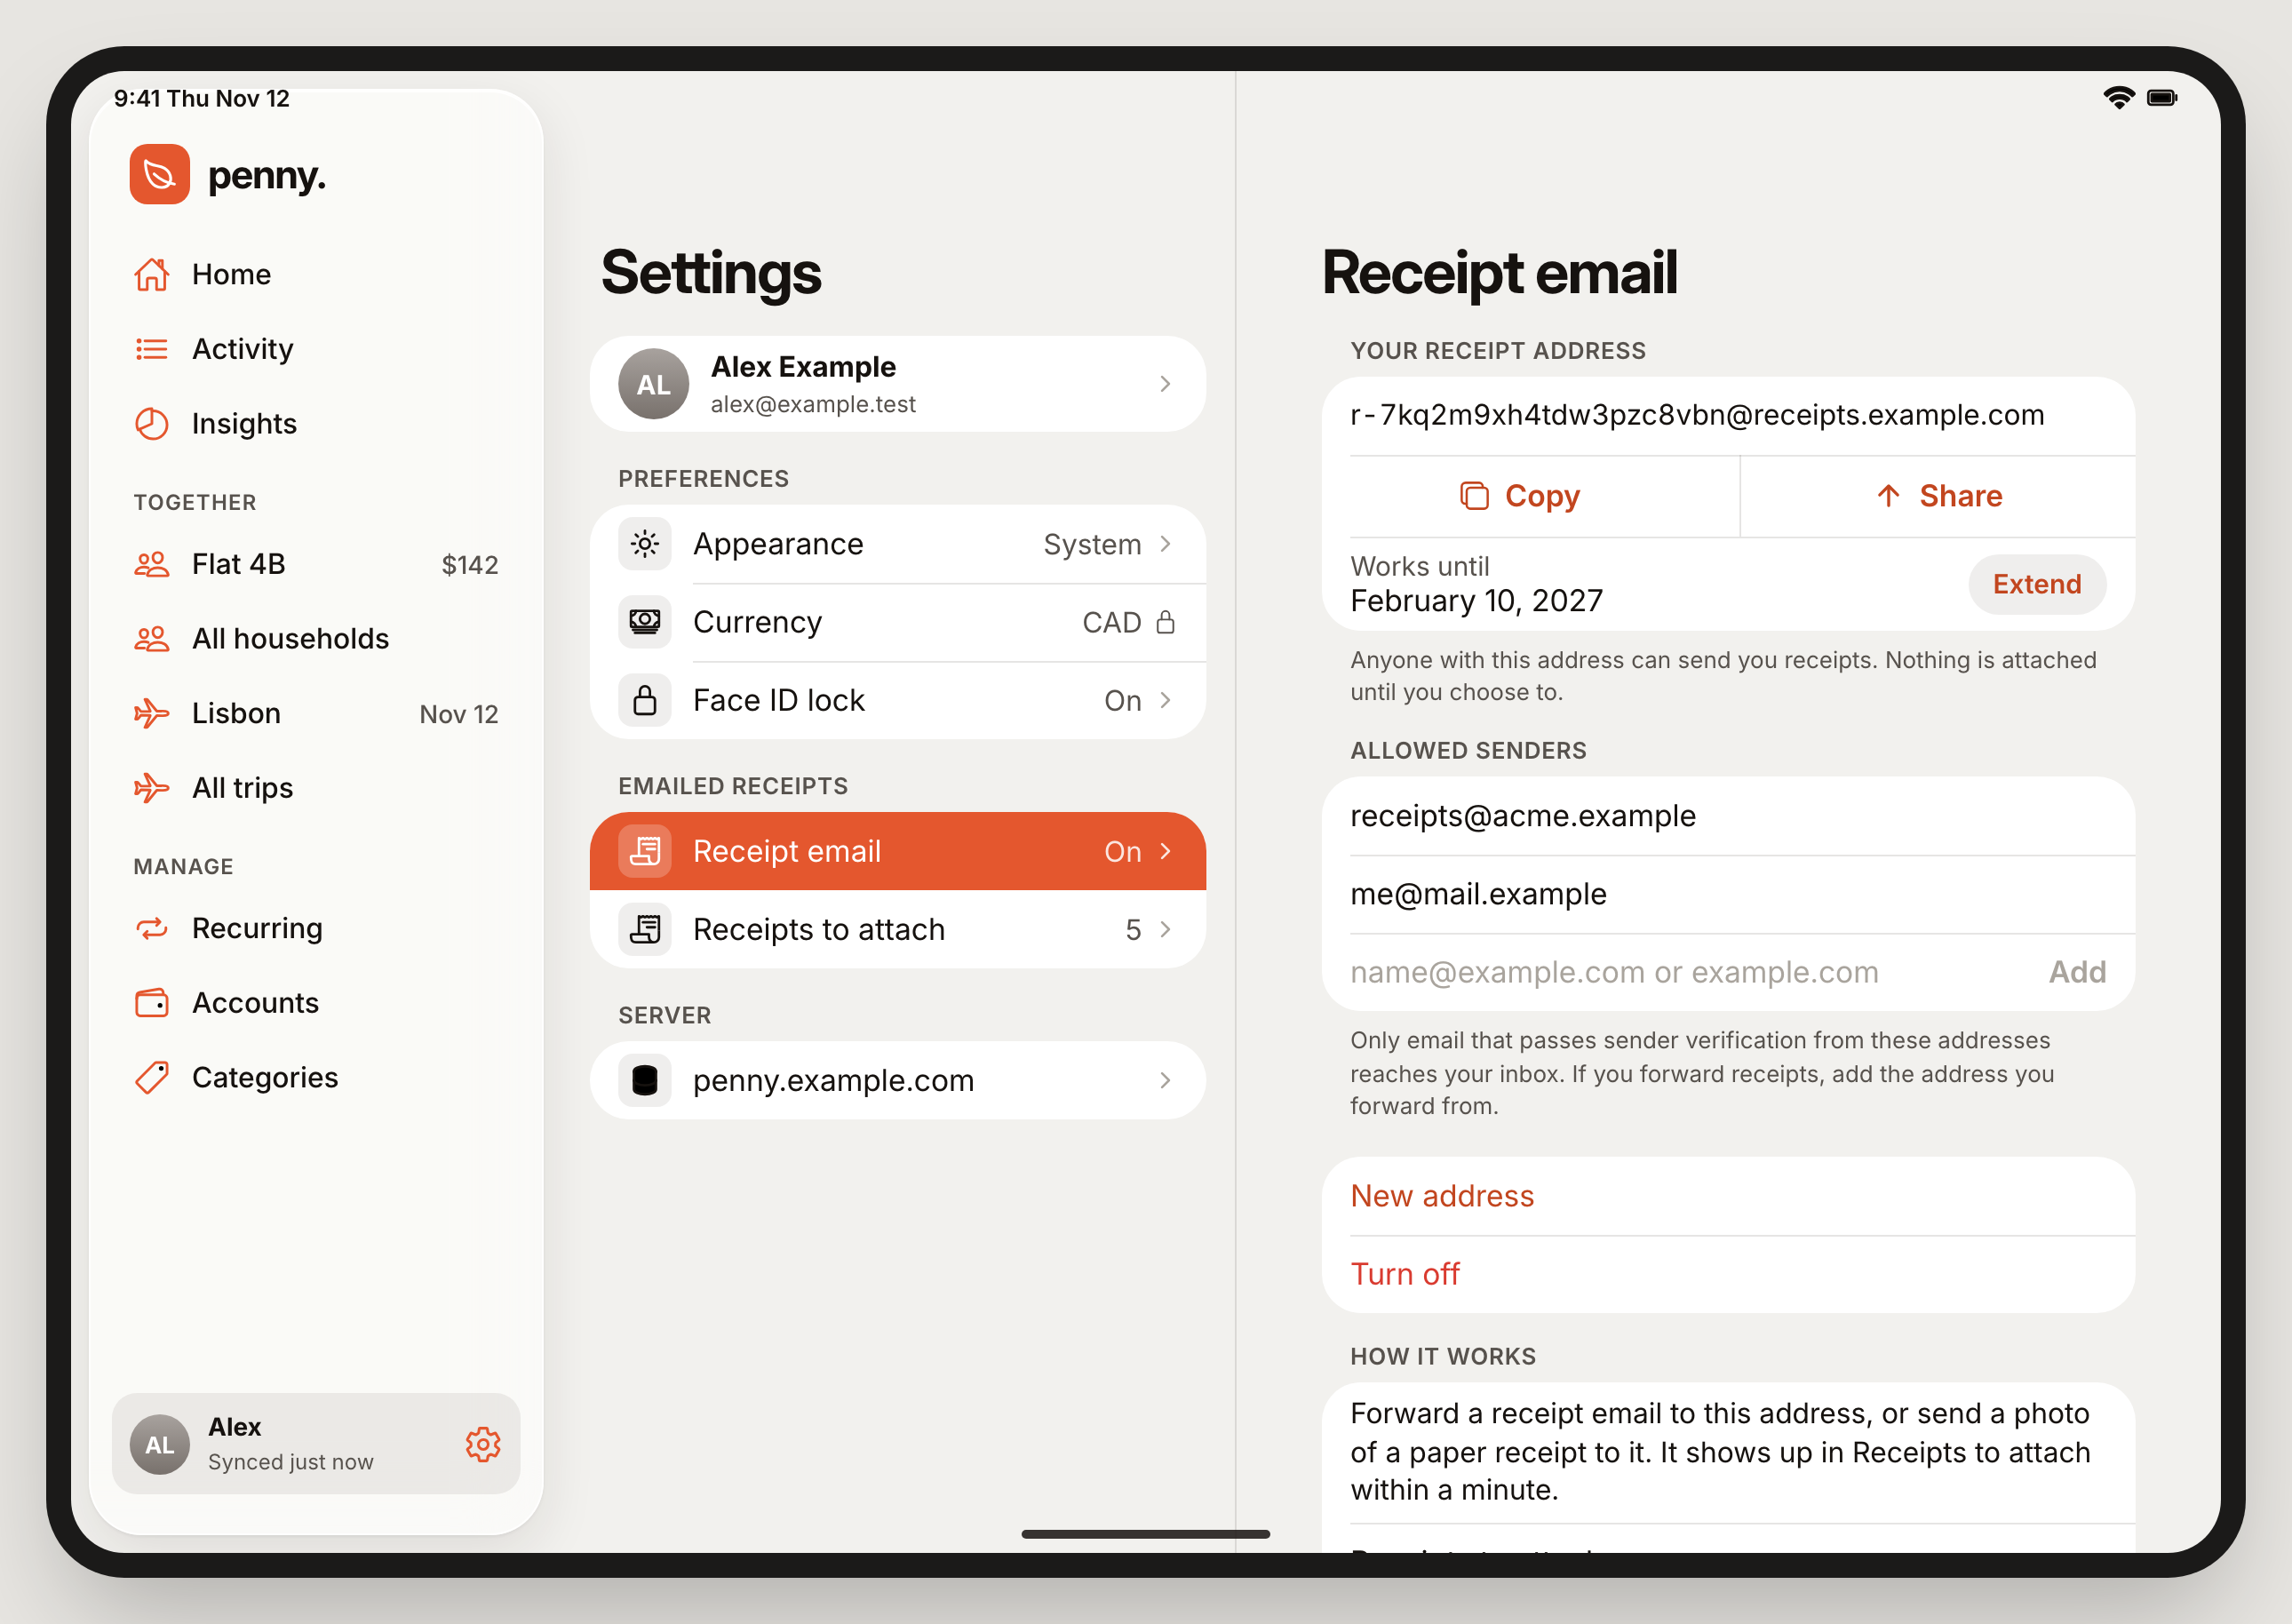 9:41 Thu Nov 12
penny.
Home
Activity
Insights
TOGETHER
Flat 4B $142
All households
Lisbon Nov 12
All trips
MANAGE
Recurring
Accounts
Categories
AL
Alex
Synced just now
Settings
AL
Alex Example
alex@example.test
PREFERENCES
Appearance System
Currency CAD
Face ID lock On
EMAILED RECEIPTS
Receipt email On
Receipts to attach 5
SERVER
penny.example.com
Receipt email
YOUR RECEIPT ADDRESS
r-7kq2m9xh4tdw3pzc8vbn@receipts.example.com
Copy Share
Works until
February 10, 2027
Extend
Anyone with this address can send you receipts. Nothing is attached
until you choose to.
ALLOWED SENDERS
receipts@acme.example
me@mail.example
name@example.com or example.com Add
Only email that passes sender verification from these addresses
reaches your inbox. If you forward receipts, add the address you
forward from.
New address
Turn off
HOW IT WORKS
Forward a receipt email to this address, or send a photo
of a paper receipt to it. It shows up in Receipts to attach
within a minute.